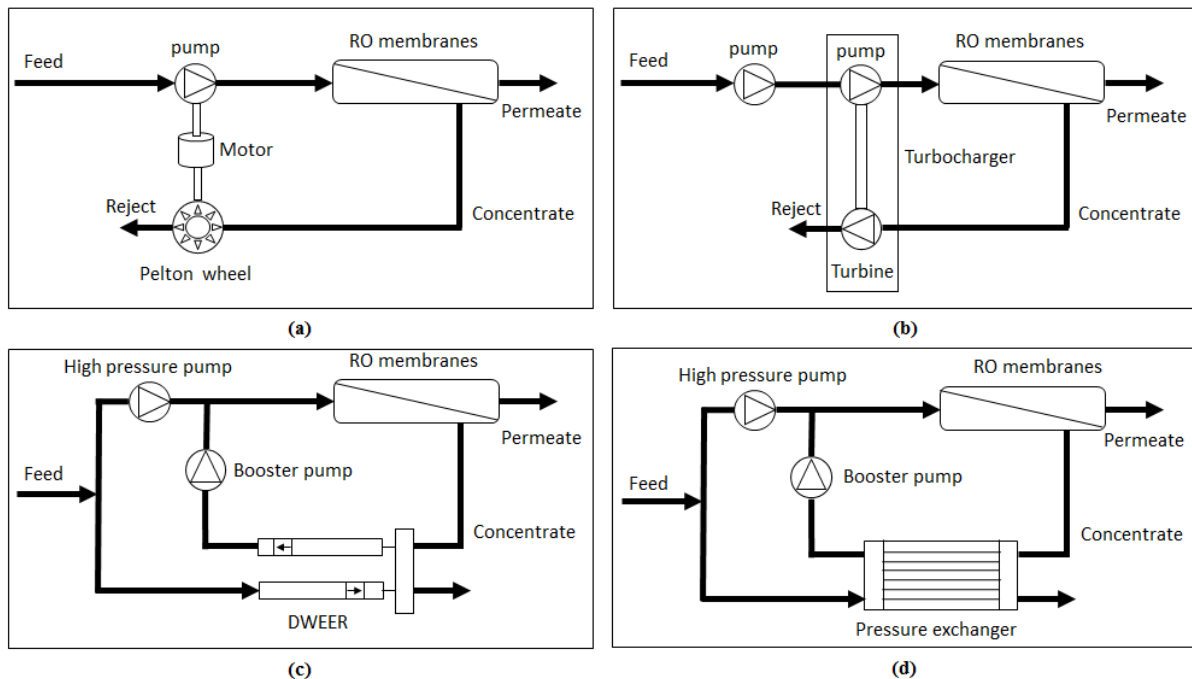 pump
RO membranes
Feed
Permeate
Motor
Reject
Concentrate
Pelton wheel
(a)
pump
pump
RO membranes
Feed
Permeate
Turbocharger
Reject
Concentrate
Turbine
(b)
High pressure pump
RO membranes
Permeate
Feed
Booster pump
Concentrate
DWEER
(c)
High pressure pump
RO membranes
Permeate
Feed
Booster pump
Concentrate
Pressure exchanger
(d)